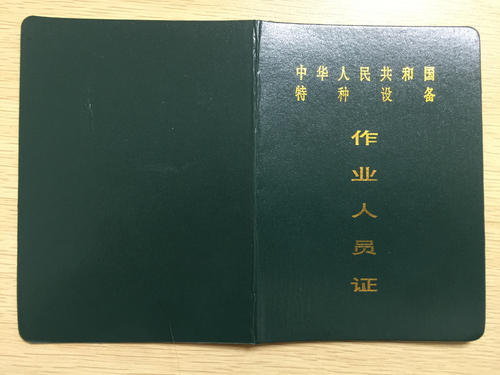 中华人民共和国
特种设备
作业人员证